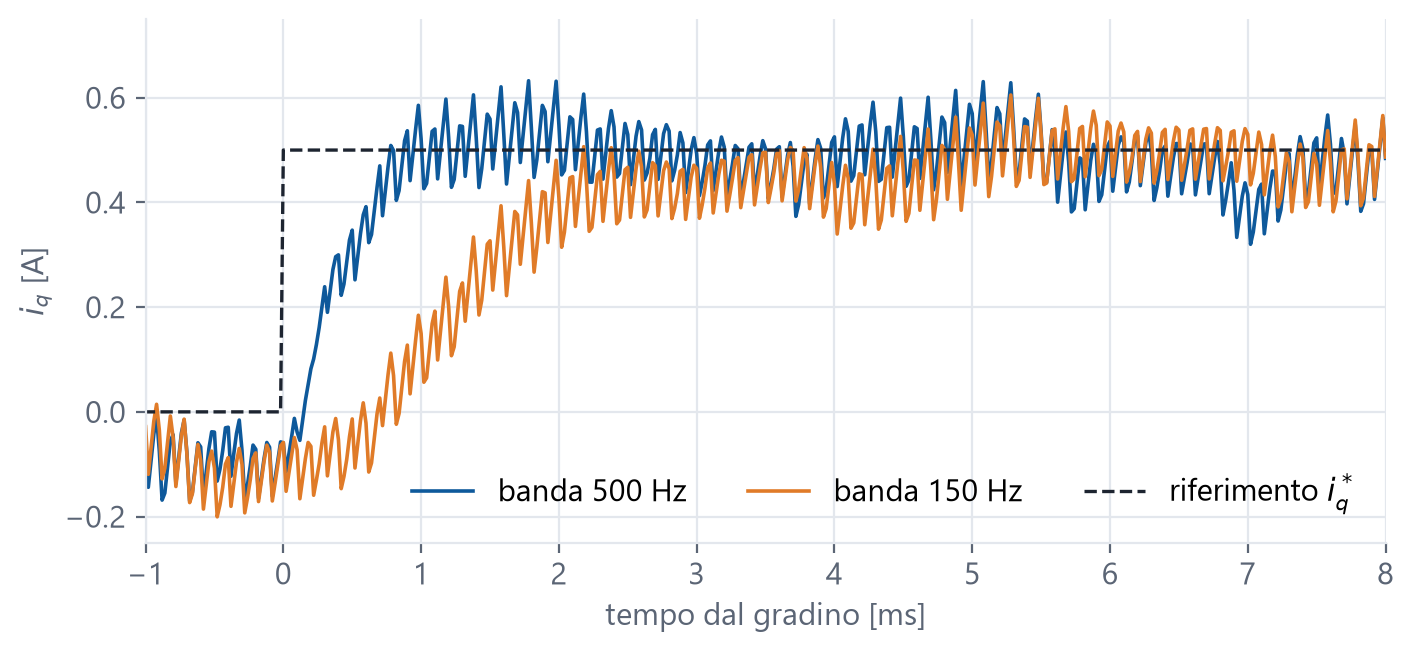 0.6
0.4
0.2
0.0
−0.2
i_q [A]
banda 500 Hz
banda 150 Hz
riferimento i_q^*
−1 0 1 2 3 4 5 6 7 8
tempo dal gradino [ms]